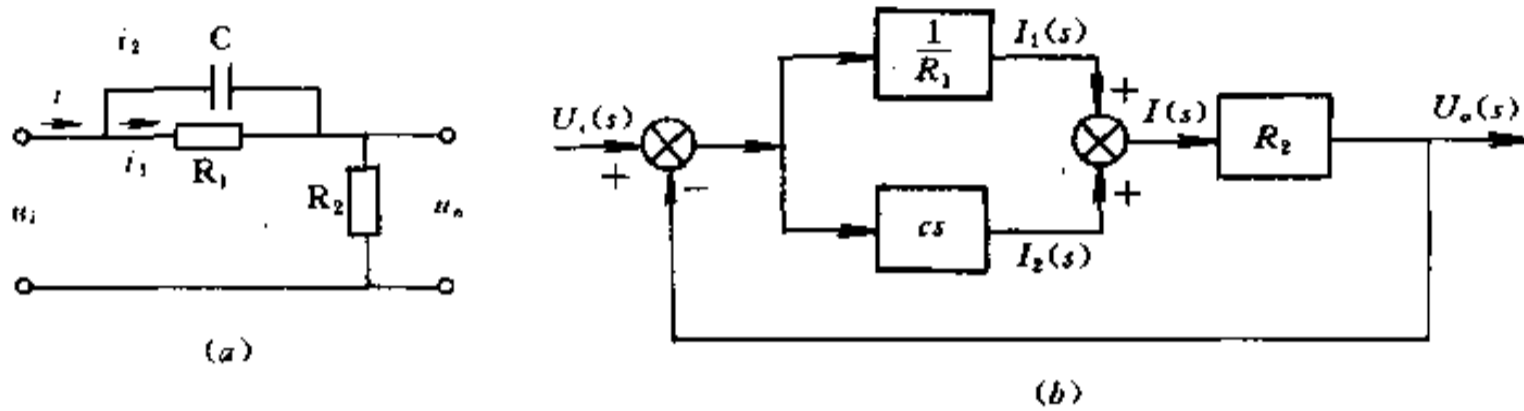 i₂ C
i
i₁
R₁
R₂
uᵢ
uₒ
(a)
Uᵢ(s)
+
−
1/R₁
I₁(s)
+
cs
I₂(s)
+
I(s)
R₂
Uₒ(s)
(b)